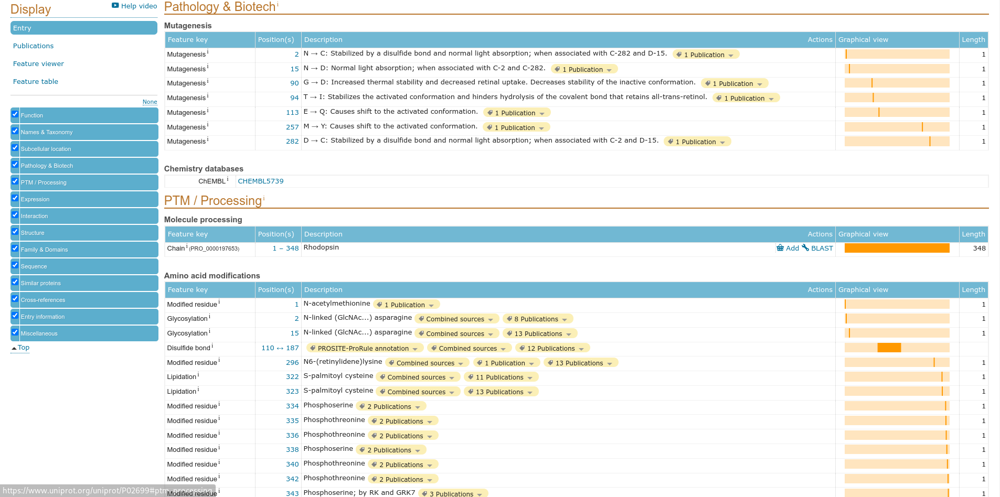 Display
Help video
Entry
Publications
Feature viewer
Feature table
None
Function
Names & Taxonomy
Subcellular location
Pathology & Biotech
PTM / Processing
Expression
Interaction
Structure
Family & Domains
Sequence
Similar proteins
Cross-references
Entry information
Miscellaneous
Top
Pathology & Biotech i
Mutagenesis
Feature key Position(s) Description Actions Graphical view Length
Mutagenesis i 2 N → C: Stabilized by a disulfide bond and normal light absorption; when associated with C-282 and D-15. 1 Publication 1
Mutagenesis i 15 N → D: Normal light absorption; when associated with C-2 and C-282. 1 Publication 1
Mutagenesis i 90 G → D: Increased thermal stability and decreased retinal uptake. Decreases stability of the inactive conformation. 1 Publication 1
Mutagenesis i 94 T → I: Stabilizes the activated conformation and hinders hydrolysis of the covalent bond that retains all-trans-retinol. 1 Publication 1
Mutagenesis i 113 E → Q: Causes shift to the activated conformation. 1 Publication 1
Mutagenesis i 257 M → Y: Causes shift to the activated conformation. 1 Publication 1
Mutagenesis i 282 D → C: Stabilized by a disulfide bond and normal light absorption; when associated with C-2 and D-15. 1 Publication 1
Chemistry databases
ChEMBL i CHEMBL5739
PTM / Processing i
Molecule processing
Feature key Position(s) Description Actions Graphical view Length
Chain i (PRO_0000197653) 1 – 348 Rhodopsin Add BLAST 348
Amino acid modifications
Feature key Position(s) Description Actions Graphical view Length
Modified residue i 1 N-acetylmethionine 1 Publication 1
Glycosylation i 2 N-linked (GlcNAc...) asparagine Combined sources 8 Publications 1
Glycosylation i 15 N-linked (GlcNAc...) asparagine Combined sources 13 Publications 1
Disulfide bond i 110 ↔ 187 PROSITE-ProRule annotation Combined sources 12 Publications
Modified residue i 296 N6-(retinylidene)lysine Combined sources 1 Publication 13 Publications 1
Lipidation i 322 S-palmitoyl cysteine Combined sources 11 Publications 1
Lipidation i 323 S-palmitoyl cysteine Combined sources 13 Publications 1
Modified residue i 334 Phosphoserine 2 Publications 1
Modified residue i 335 Phosphothreonine 2 Publications 1
Modified residue i 336 Phosphothreonine 2 Publications 1
Modified residue i 338 Phosphoserine 2 Publications 1
Modified residue i 340 Phosphothreonine 2 Publications 1
Modified residue i 342 Phosphothreonine 2 Publications 1
Modified residue i 343 Phosphoserine; by RK and GRK7 3 Publications 1
https://www.uniprot.org/uniprot/P02699#ptm_processing